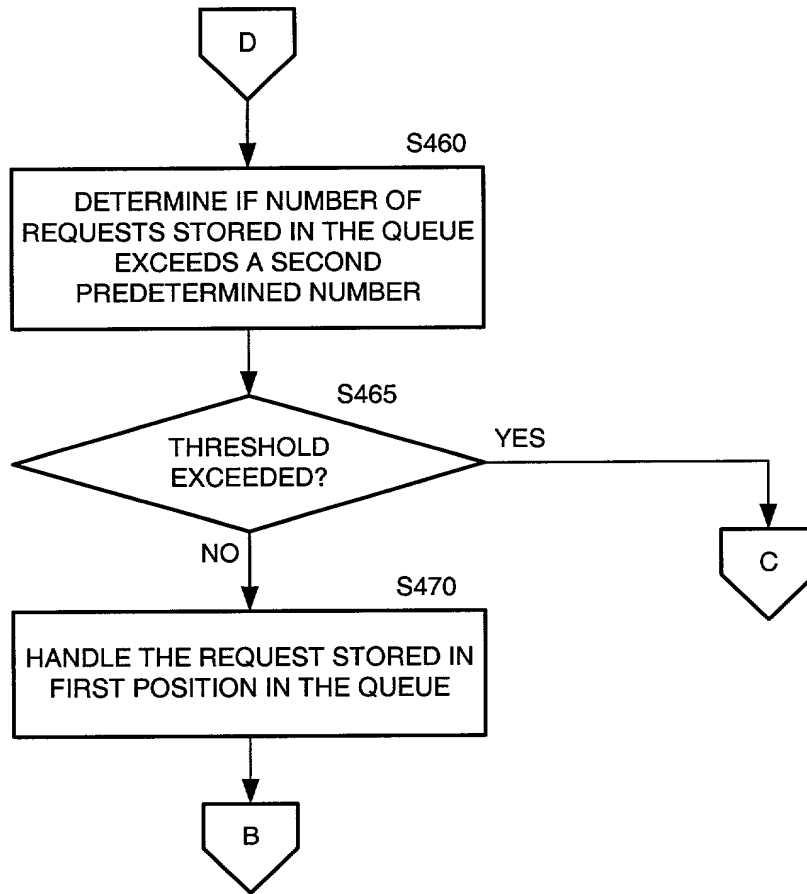 D
S460
DETERMINE IF NUMBER OF
REQUESTS STORED IN THE QUEUE
EXCEEDS A SECOND
PREDETERMINED NUMBER
S465
THRESHOLD
EXCEEDED?
YES
NO
C
S470
HANDLE THE REQUEST STORED IN
FIRST POSITION IN THE QUEUE
B